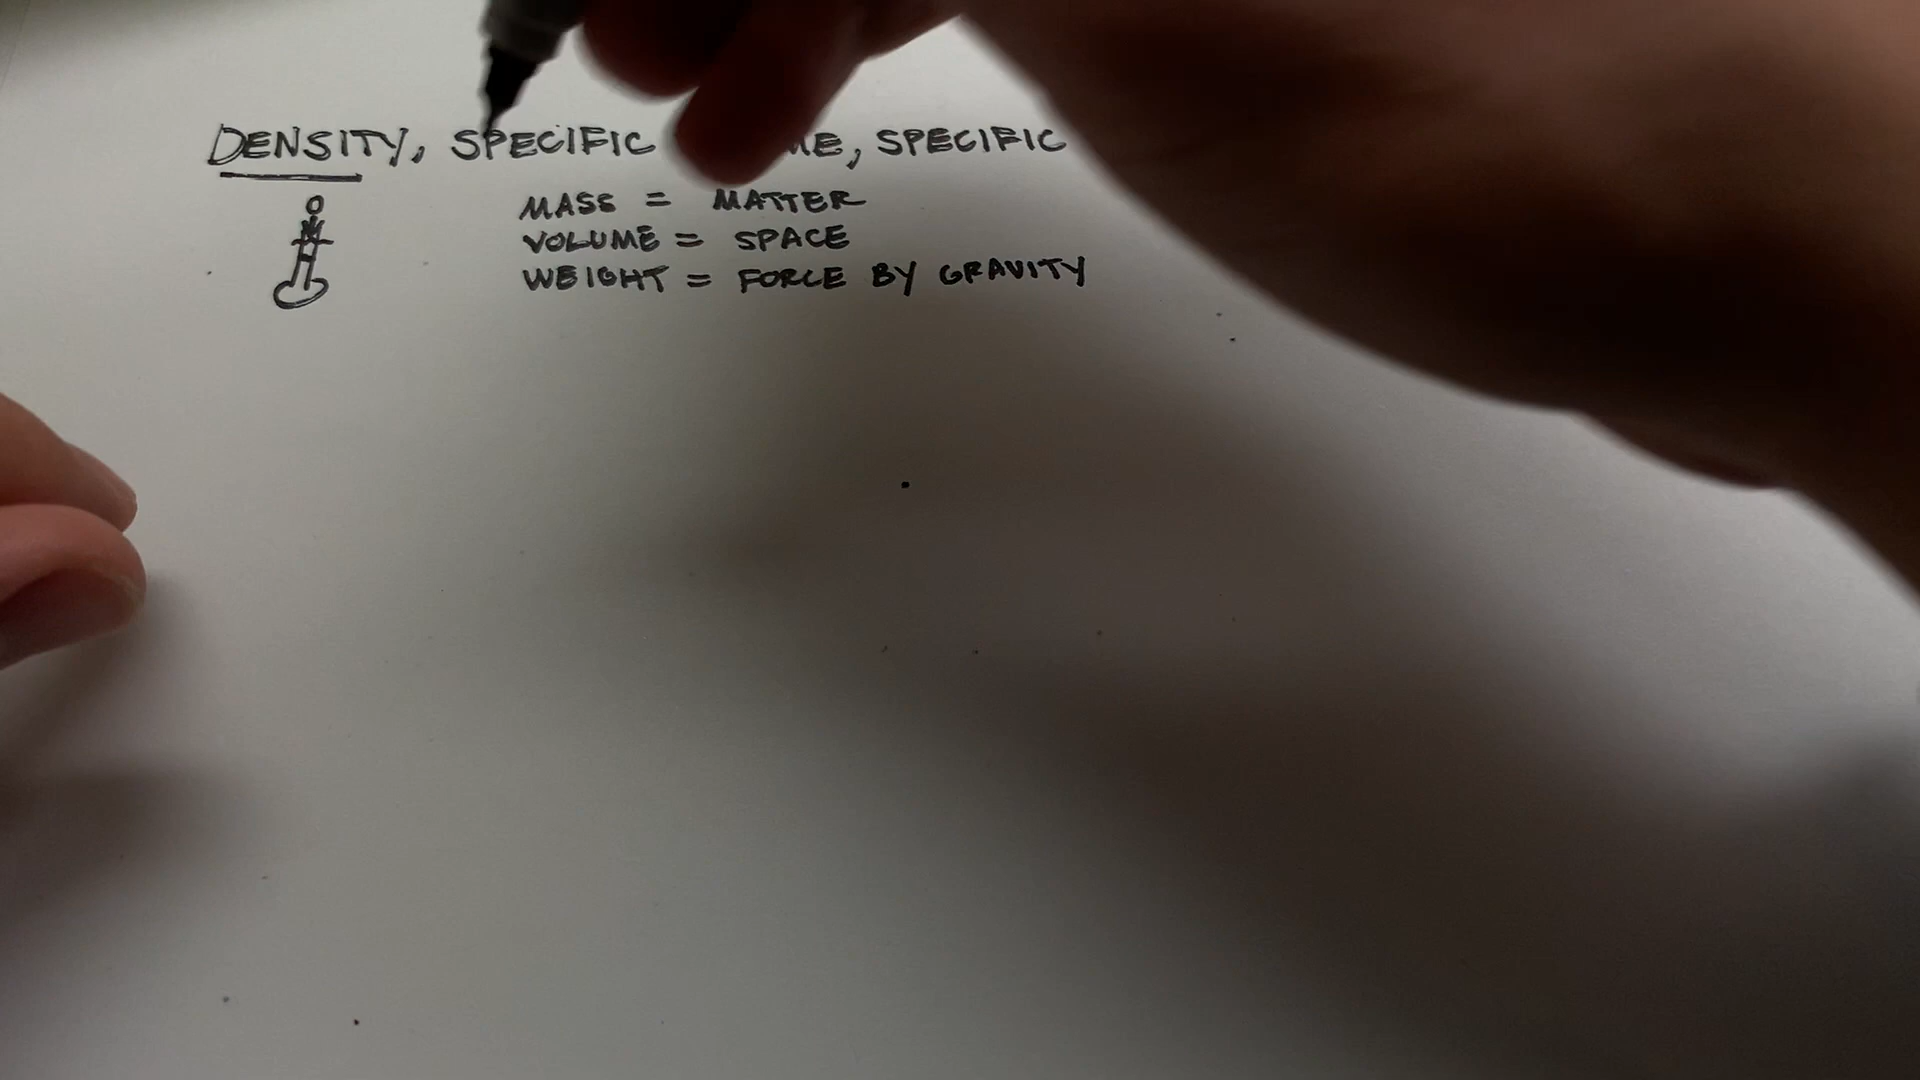 DENSITY, SPECIFIC , SPECIFIC
MASS = MATTER
VOLUME = SPACE
WEIGHT = FORCE BY GRAVITY